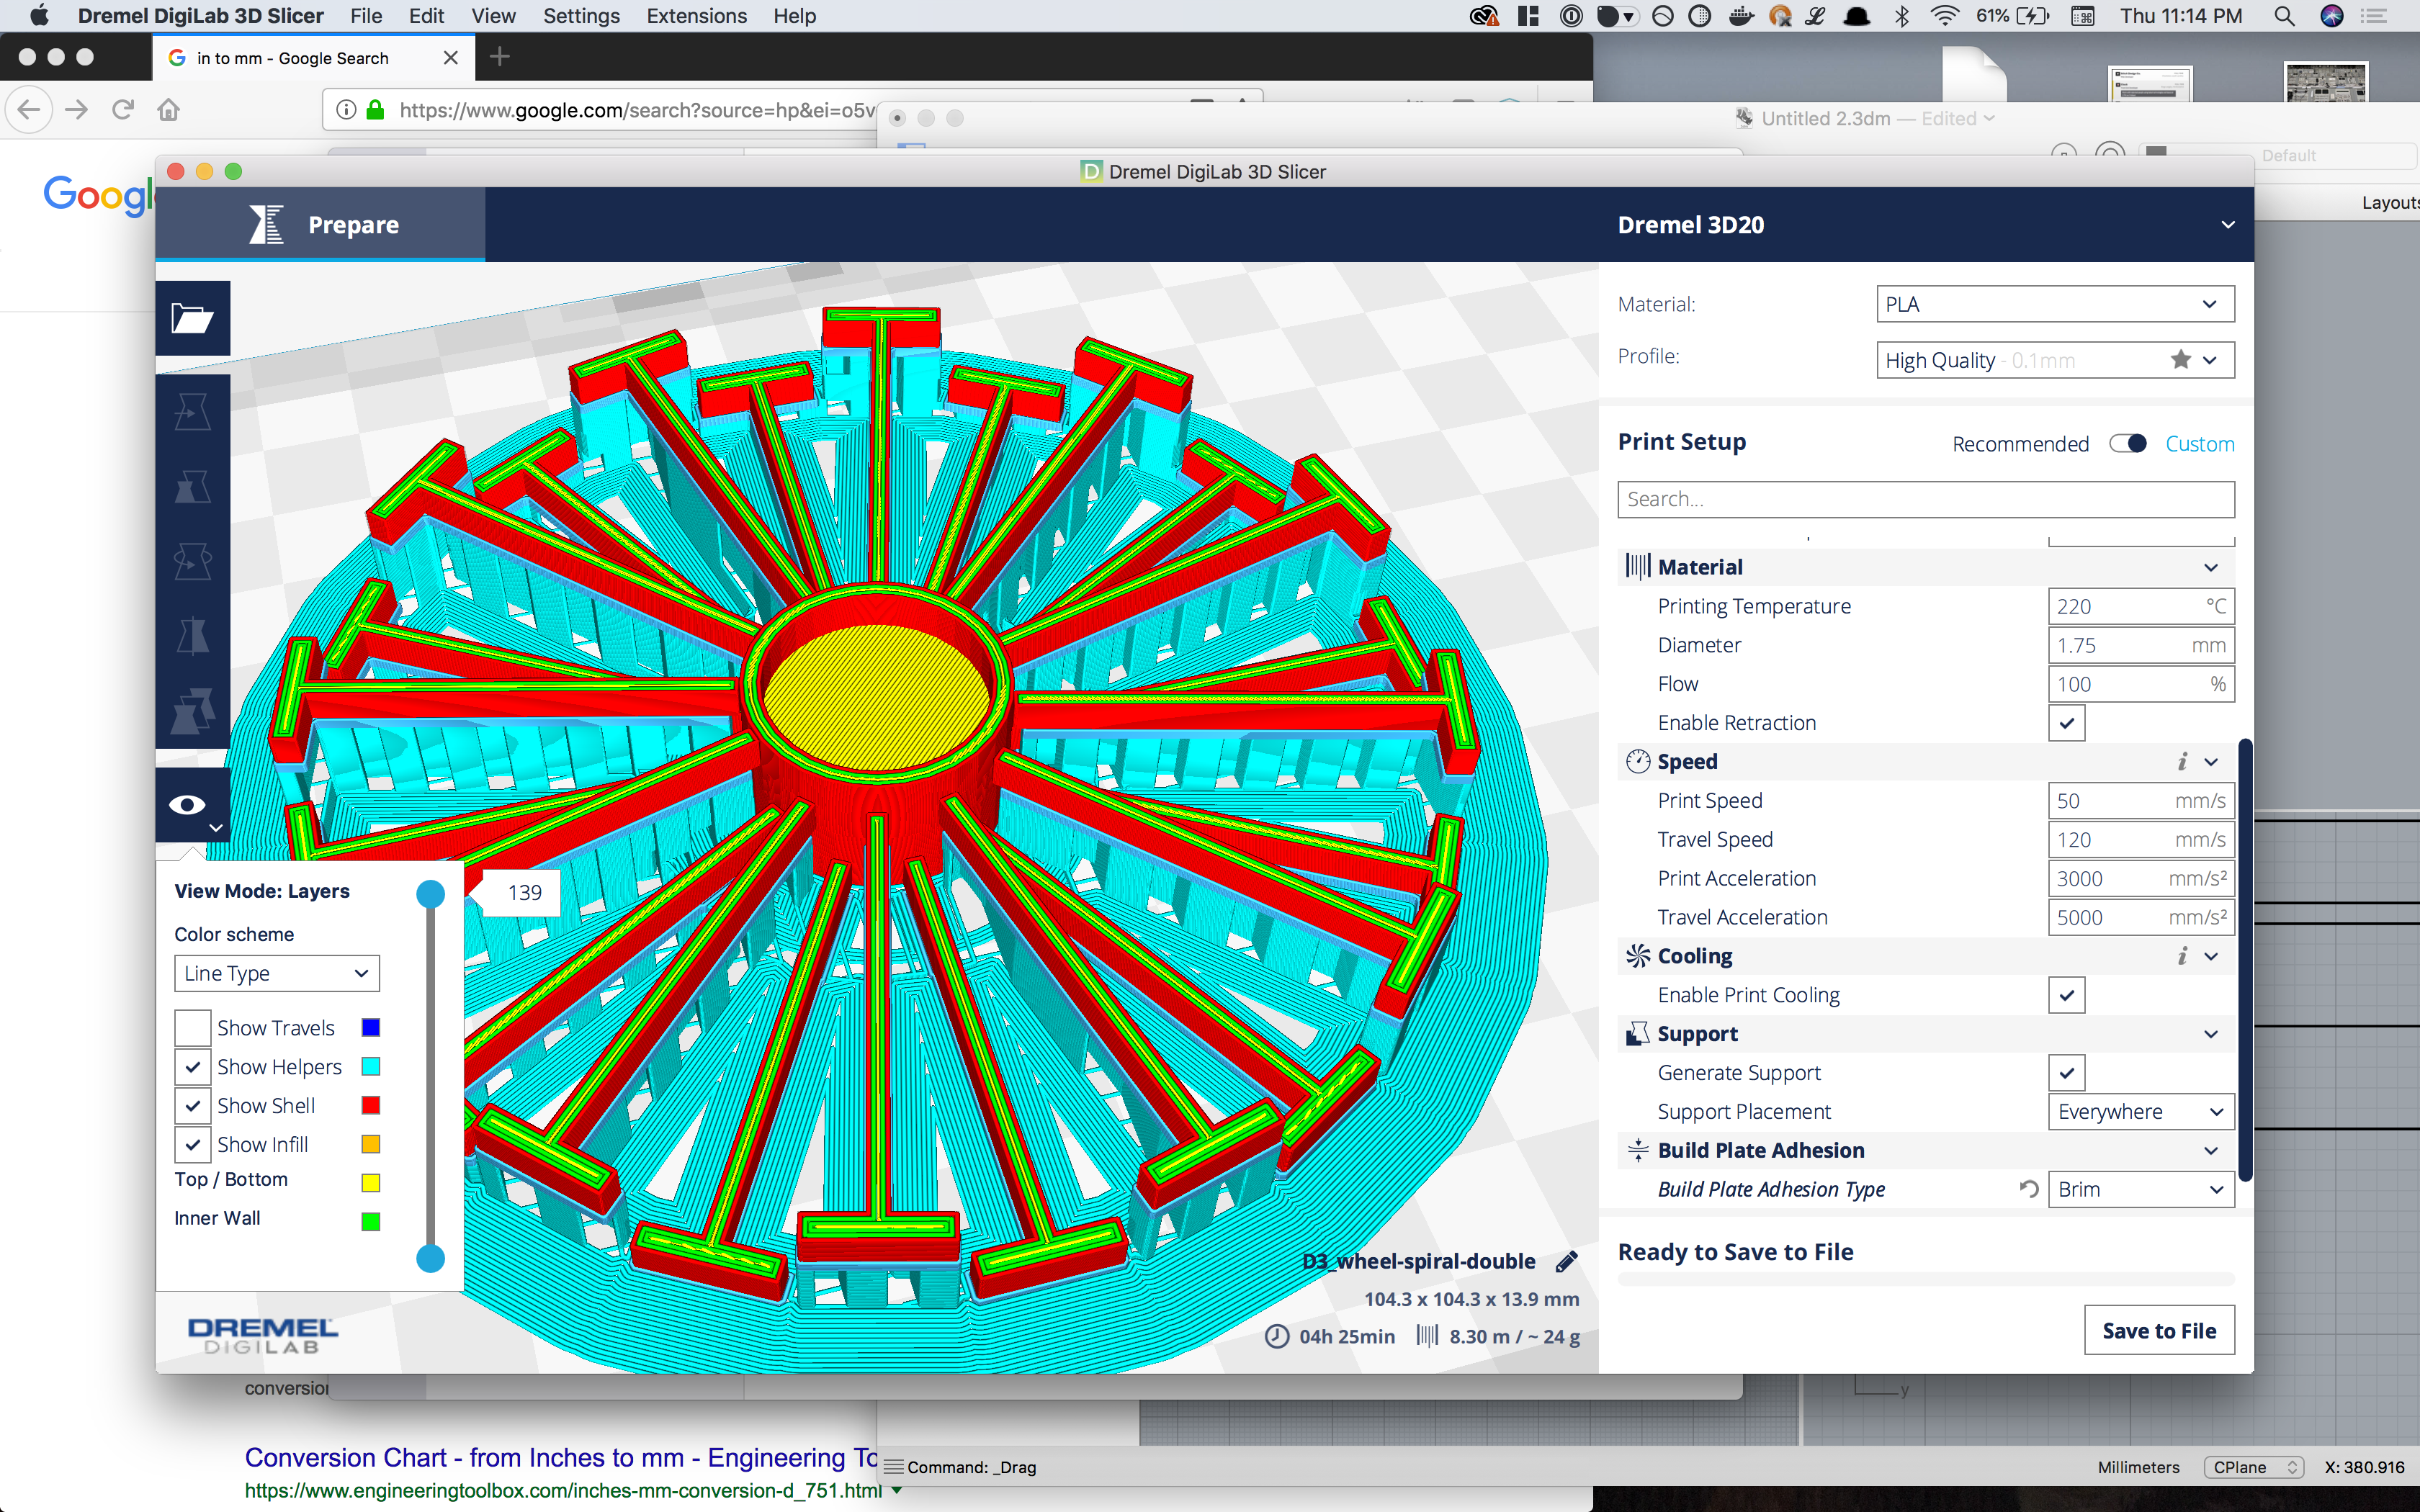 Dremel DigiLab 3D Slicer File Edit View Settings Extensions Help
61% Thu 11:14 PM
in to mm - Google Search
https://www.google.com/search?source=hp&ei=o5v
Untitled 2.3dm — Edited
Default
Google
Layouts
Dremel DigiLab 3D Slicer
Prepare
Dremel 3D20
Material: PLA
Profile: High Quality - 0.1mm
Print Setup Recommended Custom
Search...
Material
Printing Temperature 220 °C
Diameter 1.75 mm
Flow 100 %
Enable Retraction
Speed i
Print Speed 50 mm/s
Travel Speed 120 mm/s
Print Acceleration 3000 mm/s²
Travel Acceleration 5000 mm/s²
Cooling i
Enable Print Cooling
Support
Generate Support
Support Placement Everywhere
Build Plate Adhesion
Build Plate Adhesion Type Brim
Ready to Save to File
Save to File
View Mode: Layers
139
Color scheme
Line Type
Show Travels
Show Helpers
Show Shell
Show Infill
Top / Bottom
Inner Wall
D3_wheel-spiral-double
104.3 x 104.3 x 13.9 mm
04h 25min 8.30 m / ~ 24 g
DREMEL
DIGILAB
y
Conversion Chart - from Inches to mm - Engineering To
https://www.engineeringtoolbox.com/inches-mm-conversion-d_751.html
Command: _Drag
Millimeters CPlane X: 380.916